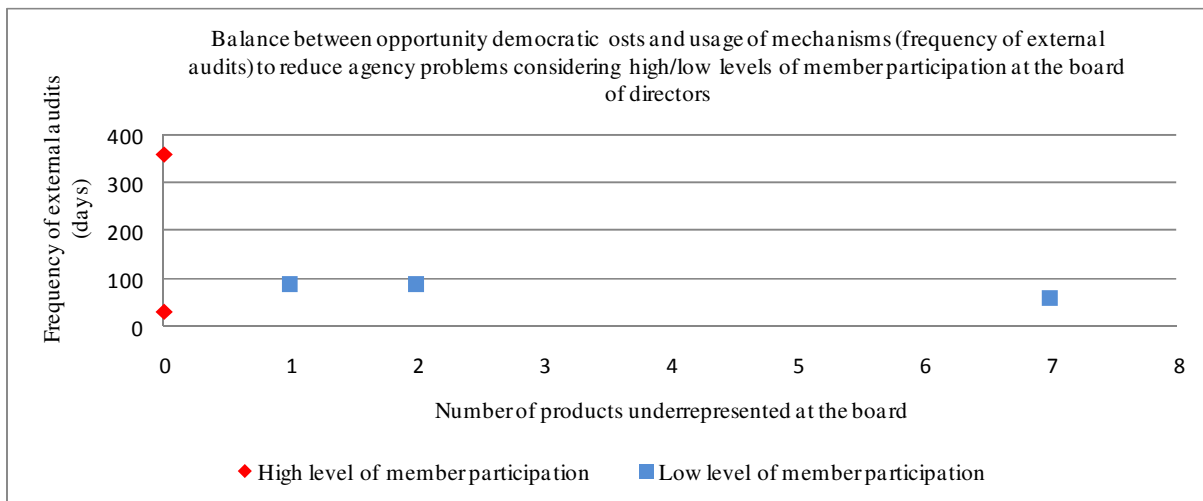 Balance between opportunity democratic osts and usage of mechanisms (frequency of external
audits) to reduce agency problems considering high/low levels of member participation at the board
of directors
Frequency of external audits
(days)
400
300
200
100
0
0 1 2 3 4 5 6 7 8
Number of products underrepresented at the board
High level of member participation Low level of member participation